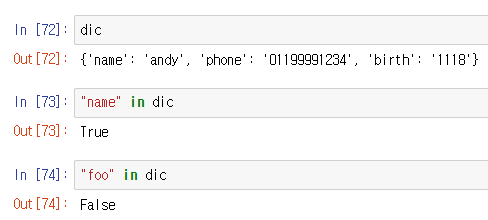 In [72]: dic
Out[72]: {'name': 'andy', 'phone': '01199991234', 'birth': '1118'}
In [73]: "name" in dic
Out[73]: True
In [74]: "foo" in dic
Out[74]: False